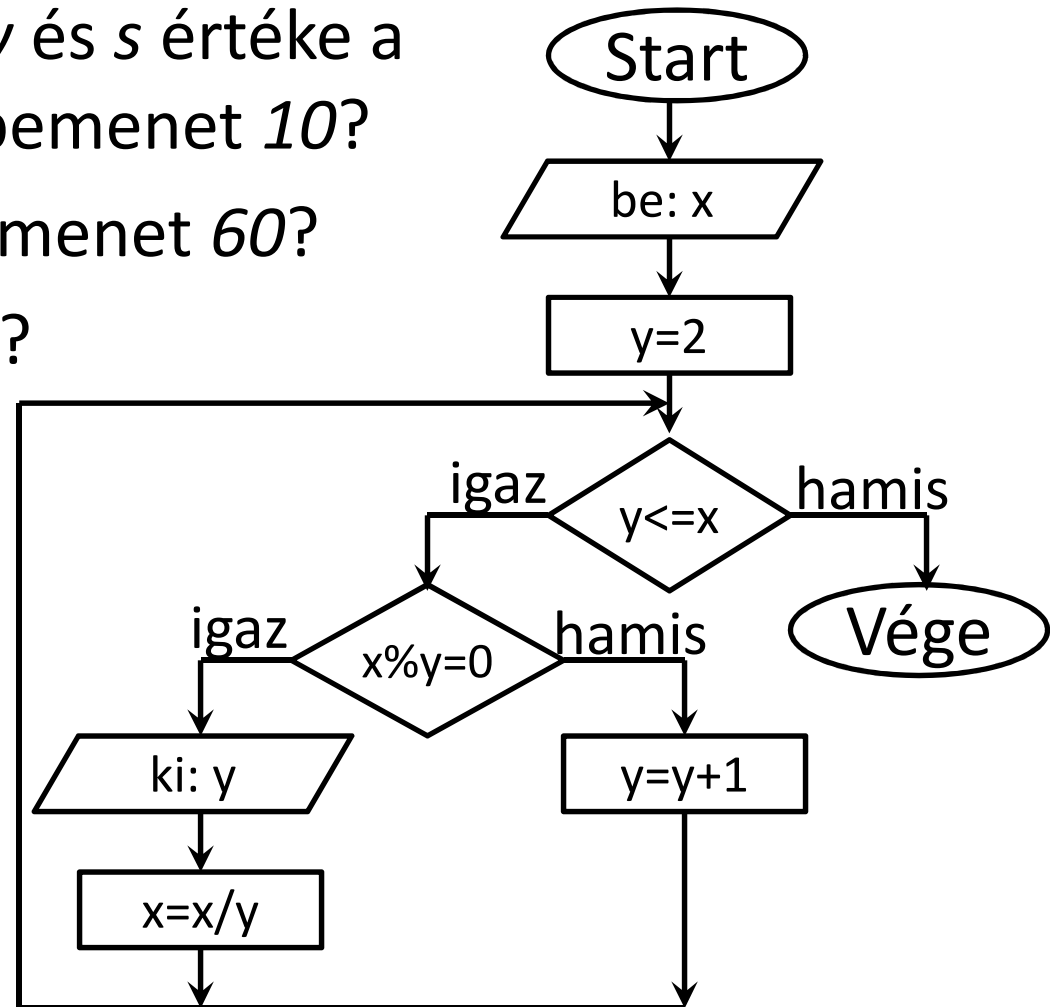 és s értéke a
bemenet 10?
menet 60?
?
Start
be: x
y=2
igaz
y<=x
hamis
Vége
igaz
x%y=0
hamis
ki: y
y=y+1
x=x/y